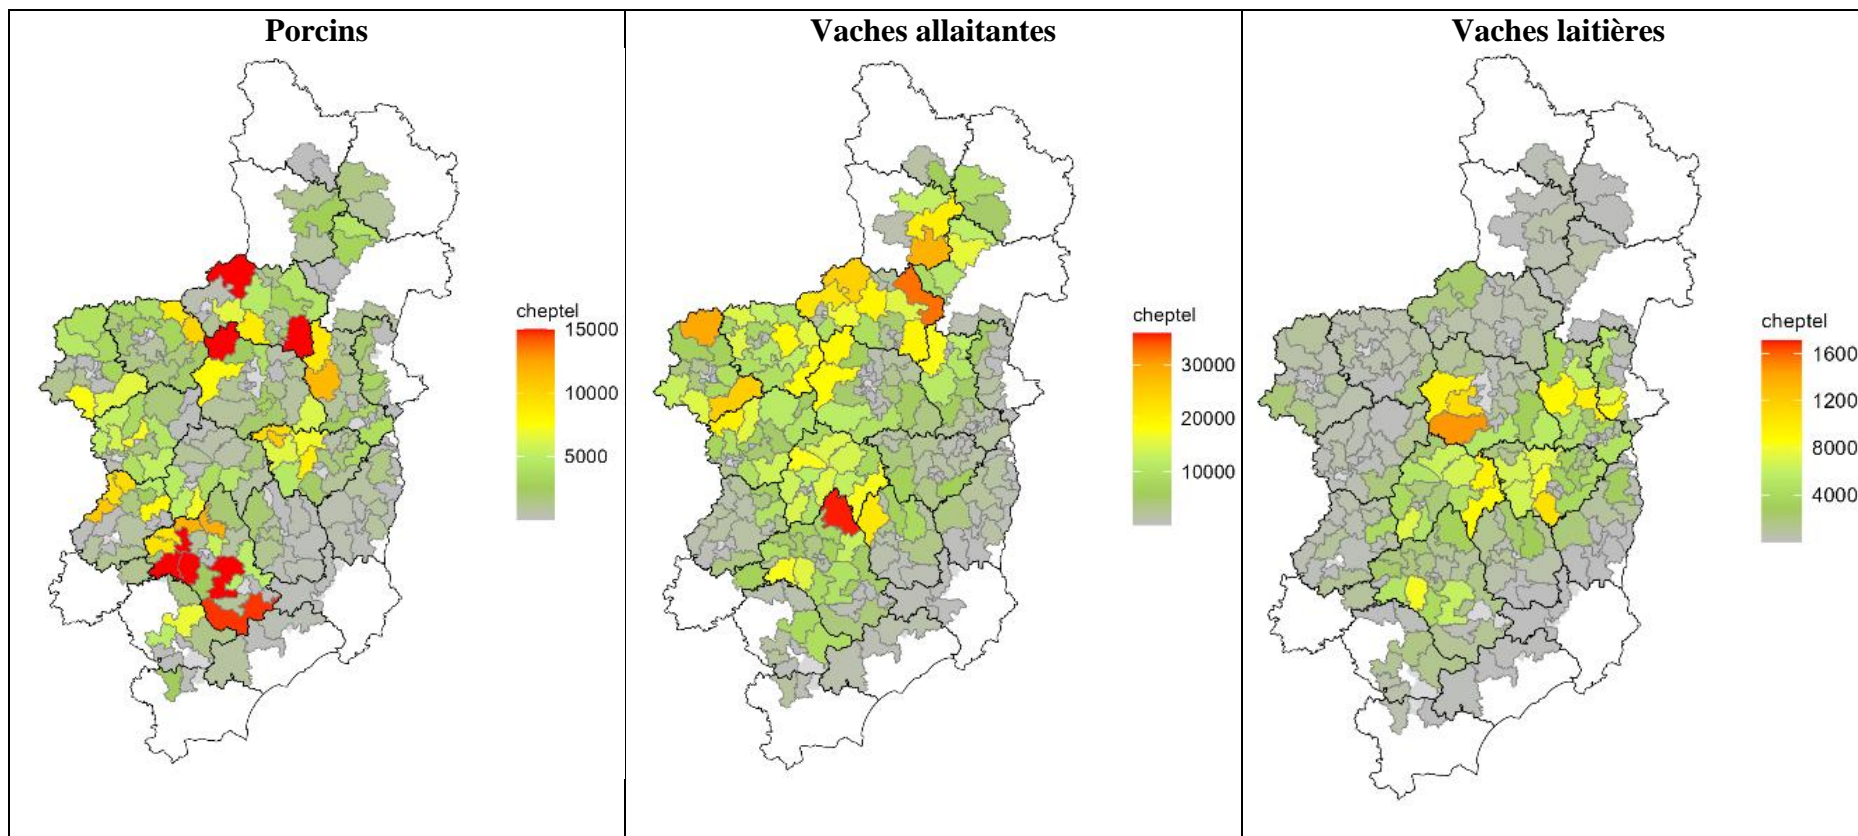 Porcins
cheptel
15000
10000
5000
Vaches allaitantes
cheptel
30000
20000
10000
Vaches laitières
cheptel
1600
1200
8000
4000